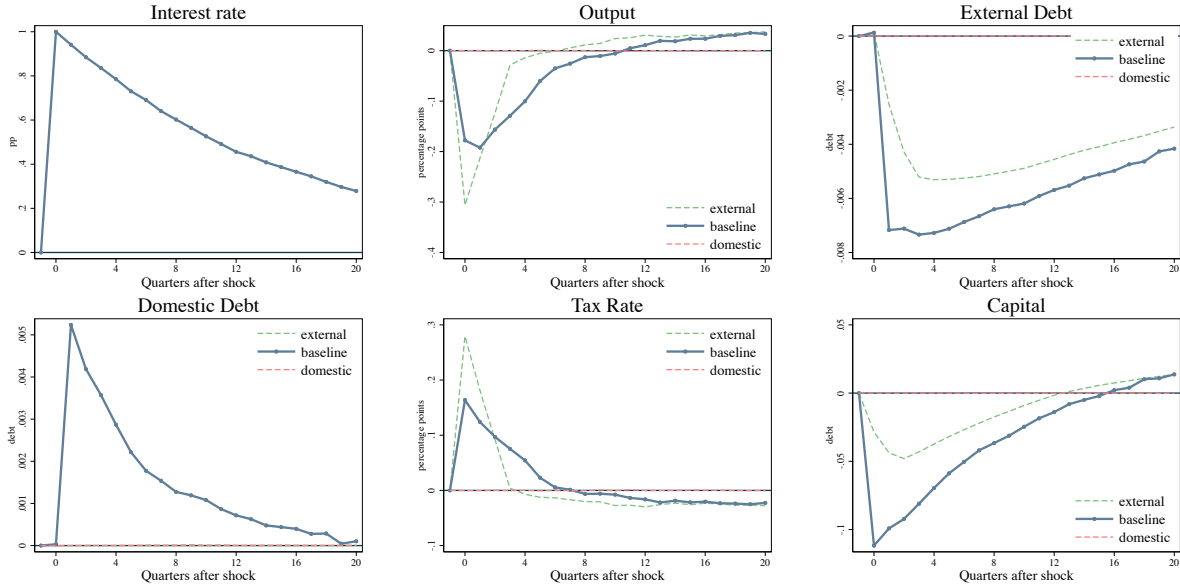 Interest rate
pp
0
.2
.4
.6
.8
1
0 4 8 12 16 20
Quarters after shock
Output
percentage points
-.4
-.3
-.2
-.1
0
0 4 8 12 16 20
Quarters after shock
external
baseline
domestic
External Debt
debt
-.008
-.006
-.004
-.002
0
0 4 8 12 16 20
Quarters after shock
external
baseline
domestic
Domestic Debt
debt
0
.001
.002
.003
.004
.005
0 4 8 12 16 20
Quarters after shock
external
baseline
domestic
Tax Rate
percentage points
-.1
0
.1
.2
.3
0 4 8 12 16 20
Quarters after shock
external
baseline
domestic
Capital
debt
-.1
-.05
0
.05
0 4 8 12 16 20
Quarters after shock
external
baseline
domestic